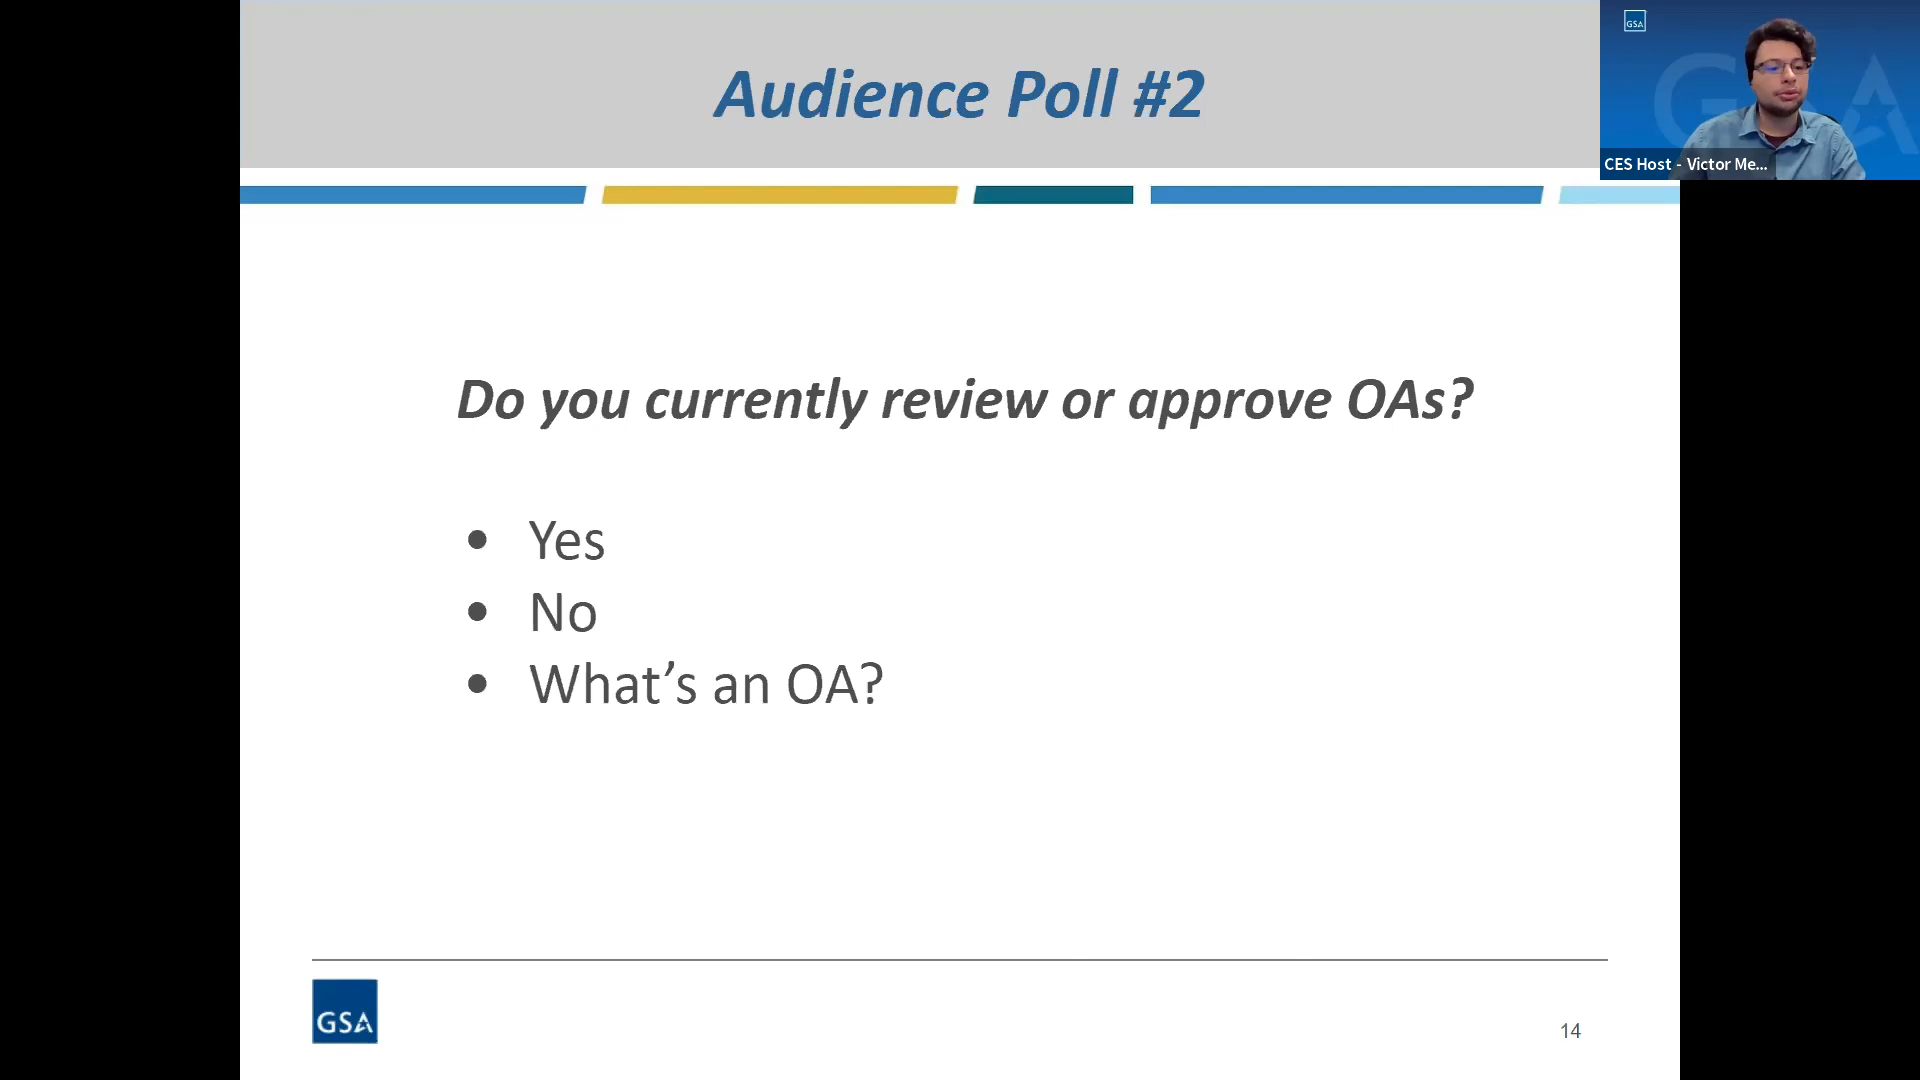 Audience Poll #2
GSA
GSA
CES Host - Victor Me...
Do you currently review or approve OAs?
• Yes
• No
• What’s an OA?
GSA
14